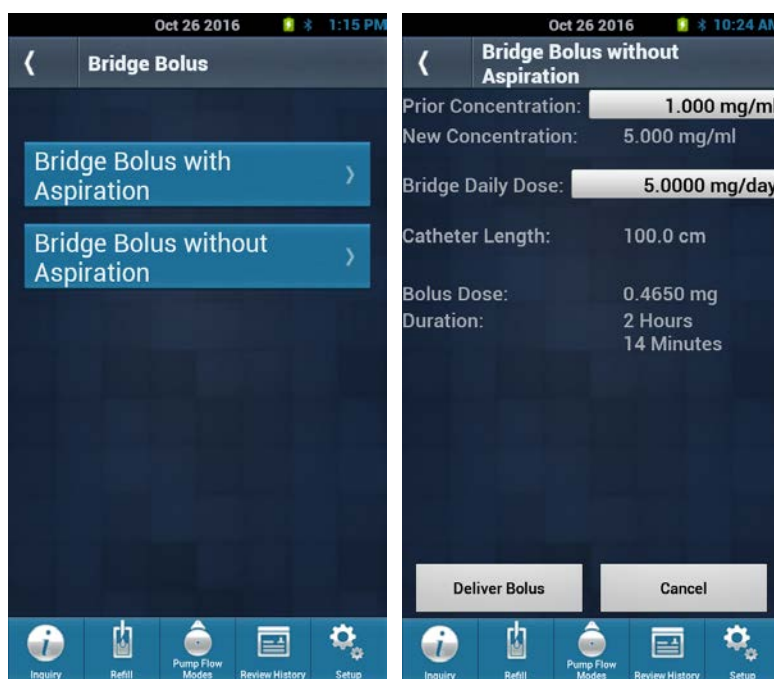 Oct 26 2016 1:15 PM
Bridge Bolus
Bridge Bolus with
Aspiration
Bridge Bolus without
Aspiration
Inquiry
Refill
Pump Flow
Modes
Review History
Setup
Oct 26 2016 10:24 AM
Bridge Bolus without
Aspiration
Prior Concentration: 1.000 mg/ml
New Concentration: 5.000 mg/ml
Bridge Daily Dose: 5.0000 mg/day
Catheter Length: 100.0 cm
Bolus Dose: 0.4650 mg
Duration: 2 Hours
14 Minutes
Deliver Bolus
Cancel
Inquiry
Refill
Pump Flow
Modes
Review History
Setup